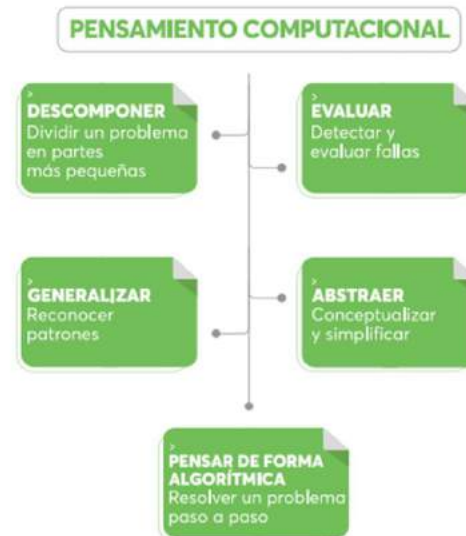 PENSAMIENTO COMPUTACIONAL
>
DESCOMPONER
Dividir un problema
en partes
más pequeñas
>
EVALUAR
Detectar y
evaluar fallas
>
GENERALIZAR
Reconocer
patrones
>
ABSTRAER
Conceptualizar
y simplificar
>
PENSAR DE FORMA
ALGORÍTMICA
Resolver un problema
paso a paso